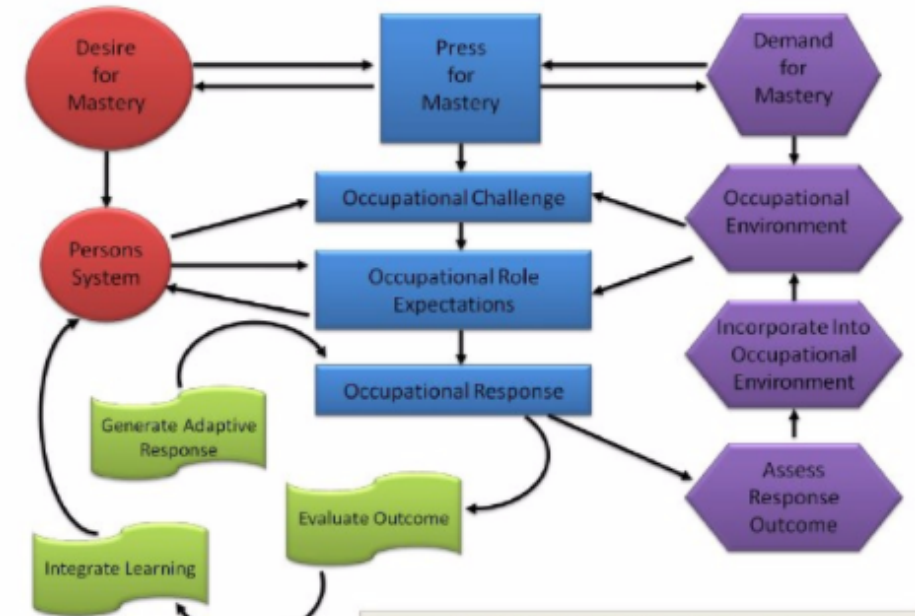 Desire
for
Mastery
Press
for
Mastery
Demand
for
Mastery
Occupational Challenge
Occupational
Environment
Persons
System
Occupational Role
Expectations
Incorporate Into
Occupational
Environment
Occupational Response
Generate Adaptive
Response
Assess
Response
Outcome
Evaluate Outcome
Integrate Learning